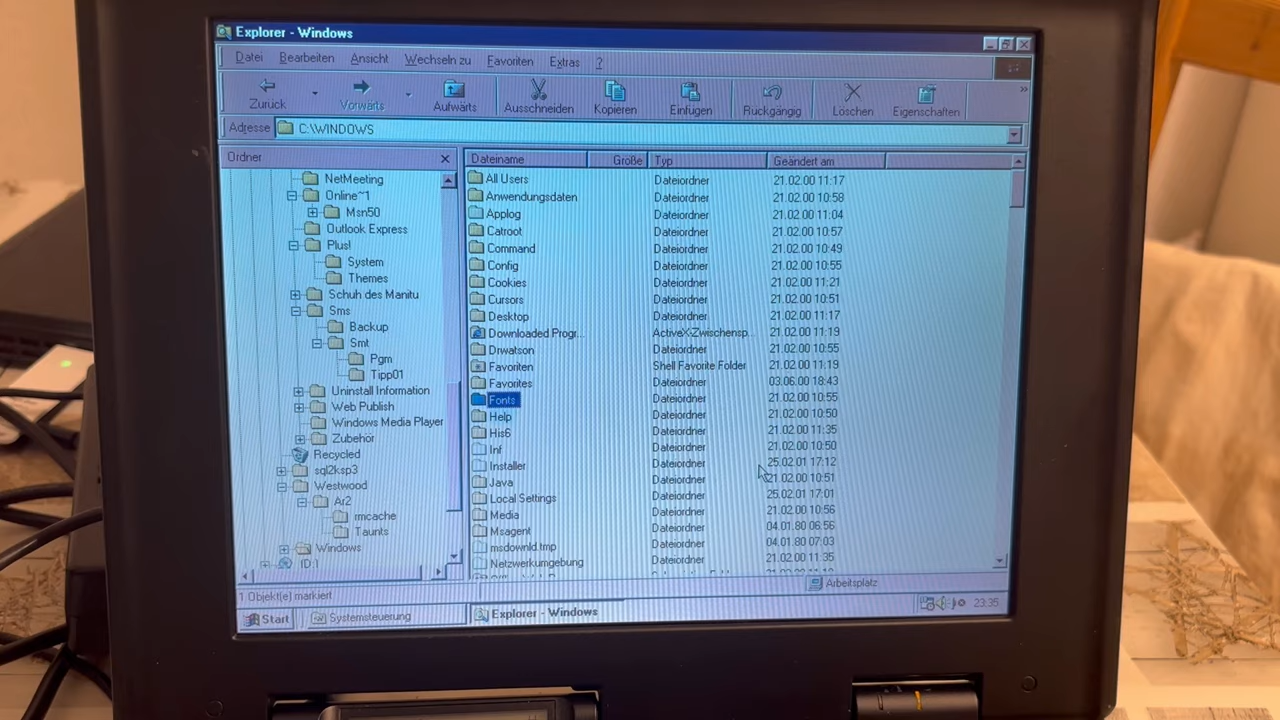 Explorer - Windows
Datei Bearbeiten Ansicht Wechseln zu Favoriten Extras ?
Zurück Vorwärts Aufwärts Ausschneiden Kopieren Einfügen Rückgängig Löschen Eigenschaften »
Adresse C:\WINDOWS
Ordner
NetMeeting
Online~1
Msn50
Outlook Express
Plus!
System
Themes
Schuh des Manitu
Sms
Backup
Smt
Pgm
Tipp01
Uninstall Information
Web Publish
Windows Media Player
Zubehör
Recycled
sql2ksp3
Westwood
Ar2
rmcache
Taunts
Windows
(D:)
Dateiname Größe Typ Geändert am
All Users Dateiordner 21.02.00 11:17
Anwendungsdaten Dateiordner 21.02.00 10:58
Applog Dateiordner 21.02.00 11:04
Catroot Dateiordner 21.02.00 10:57
Command Dateiordner 21.02.00 10:49
Config Dateiordner 21.02.00 10:55
Cookies Dateiordner 21.02.00 11:21
Cursors Dateiordner 21.02.00 10:51
Desktop Dateiordner 21.02.00 11:17
Downloaded Progr... ActiveX-Zwischensp... 21.02.00 11:19
Drwatson Dateiordner 21.02.00 10:55
Favoriten Shell Favorite Folder 21.02.00 11:19
Favorites Dateiordner 03.06.00 18:43
Fonts Dateiordner 21.02.00 10:55
Help Dateiordner 21.02.00 10:50
His6 Dateiordner 21.02.00 11:35
Inf Dateiordner 21.02.00 10:50
Installer Dateiordner 25.02.01 17:12
Java Dateiordner 21.02.00 10:51
Local Settings Dateiordner 25.02.01 17:01
Media Dateiordner 21.02.00 10:56
Msagent Dateiordner 04.01.80 06:56
msdownld.tmp Dateiordner 04.01.80 07:03
Netzwerkumgebung Dateiordner 21.02.00 11:35
1 Objekt(e) markiert Arbeitsplatz
Start Systemsteuerung Explorer - Windows 23:35